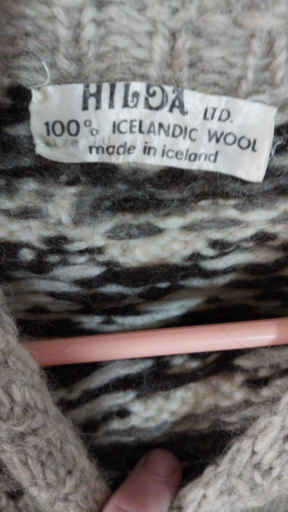 HILDA LTD.
100% ICELANDIC WOOL
made in iceland